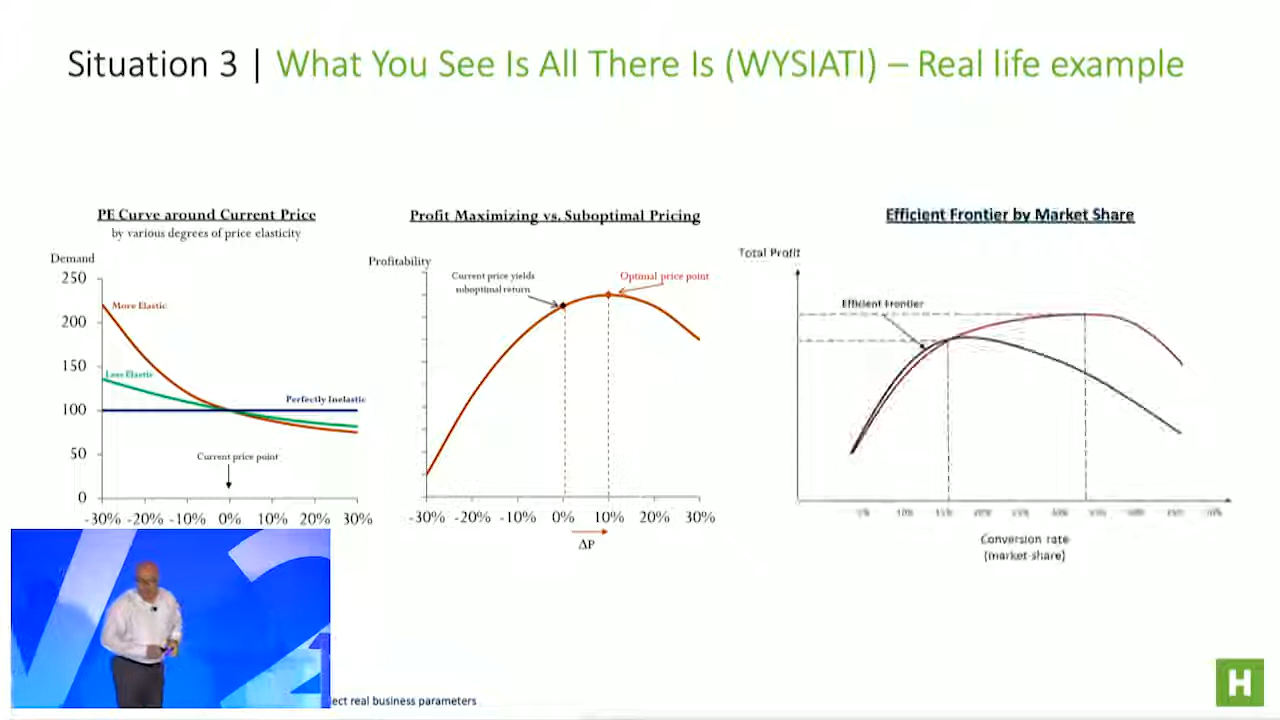 Situation 3 | What You See Is All There Is (WYSIATI) – Real life example
PE Curve around Current Price
by various degrees of price elasticity
Demand
250
200
150
100
50
0
More Elastic
Less Elastic
Perfectly Inelastic
Current price point
-30% -20% -10% 0% 10% 20% 30%
Profit Maximizing vs. Suboptimal Pricing
Profitability
Current price yields
suboptimal return
Optimal price point
-30% -20% -10% 0% 10% 20% 30%
ΔP
Efficient Frontier by Market Share
Total Profit
Efficient Frontier
10% 15% 20%
Conversion rate
(market share)
ect real business parameters
H